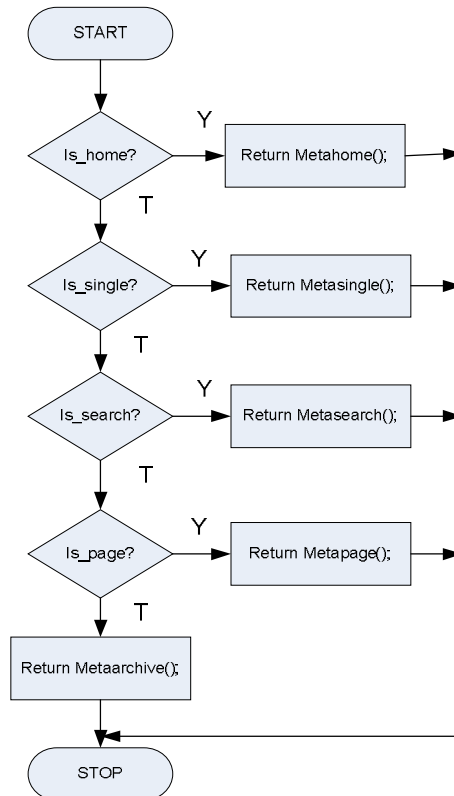 START
Y
Is_home?
Return Metahome();
T
Y
Is_single?
Return Metasingle();
T
Y
Is_search?
Return Metasearch();
T
Y
Is_page?
Return Metapage();
T
Return Metaarchive();
STOP